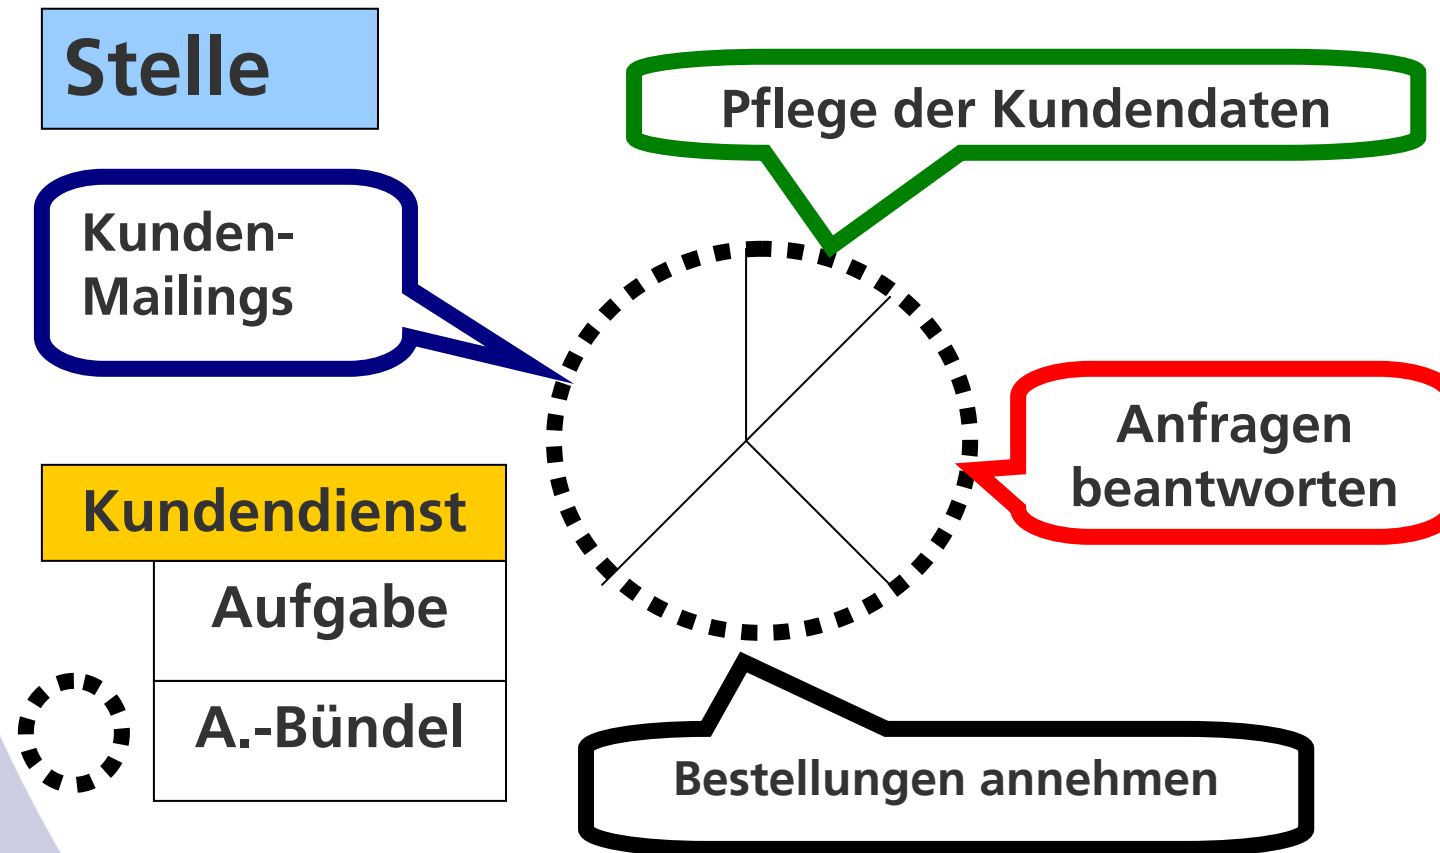 Stelle
Pflege der Kundendaten
Kunden-
Mailings
Anfragen
beantworten
Kundendienst
Aufgabe
A.-Bündel
Bestellungen annehmen